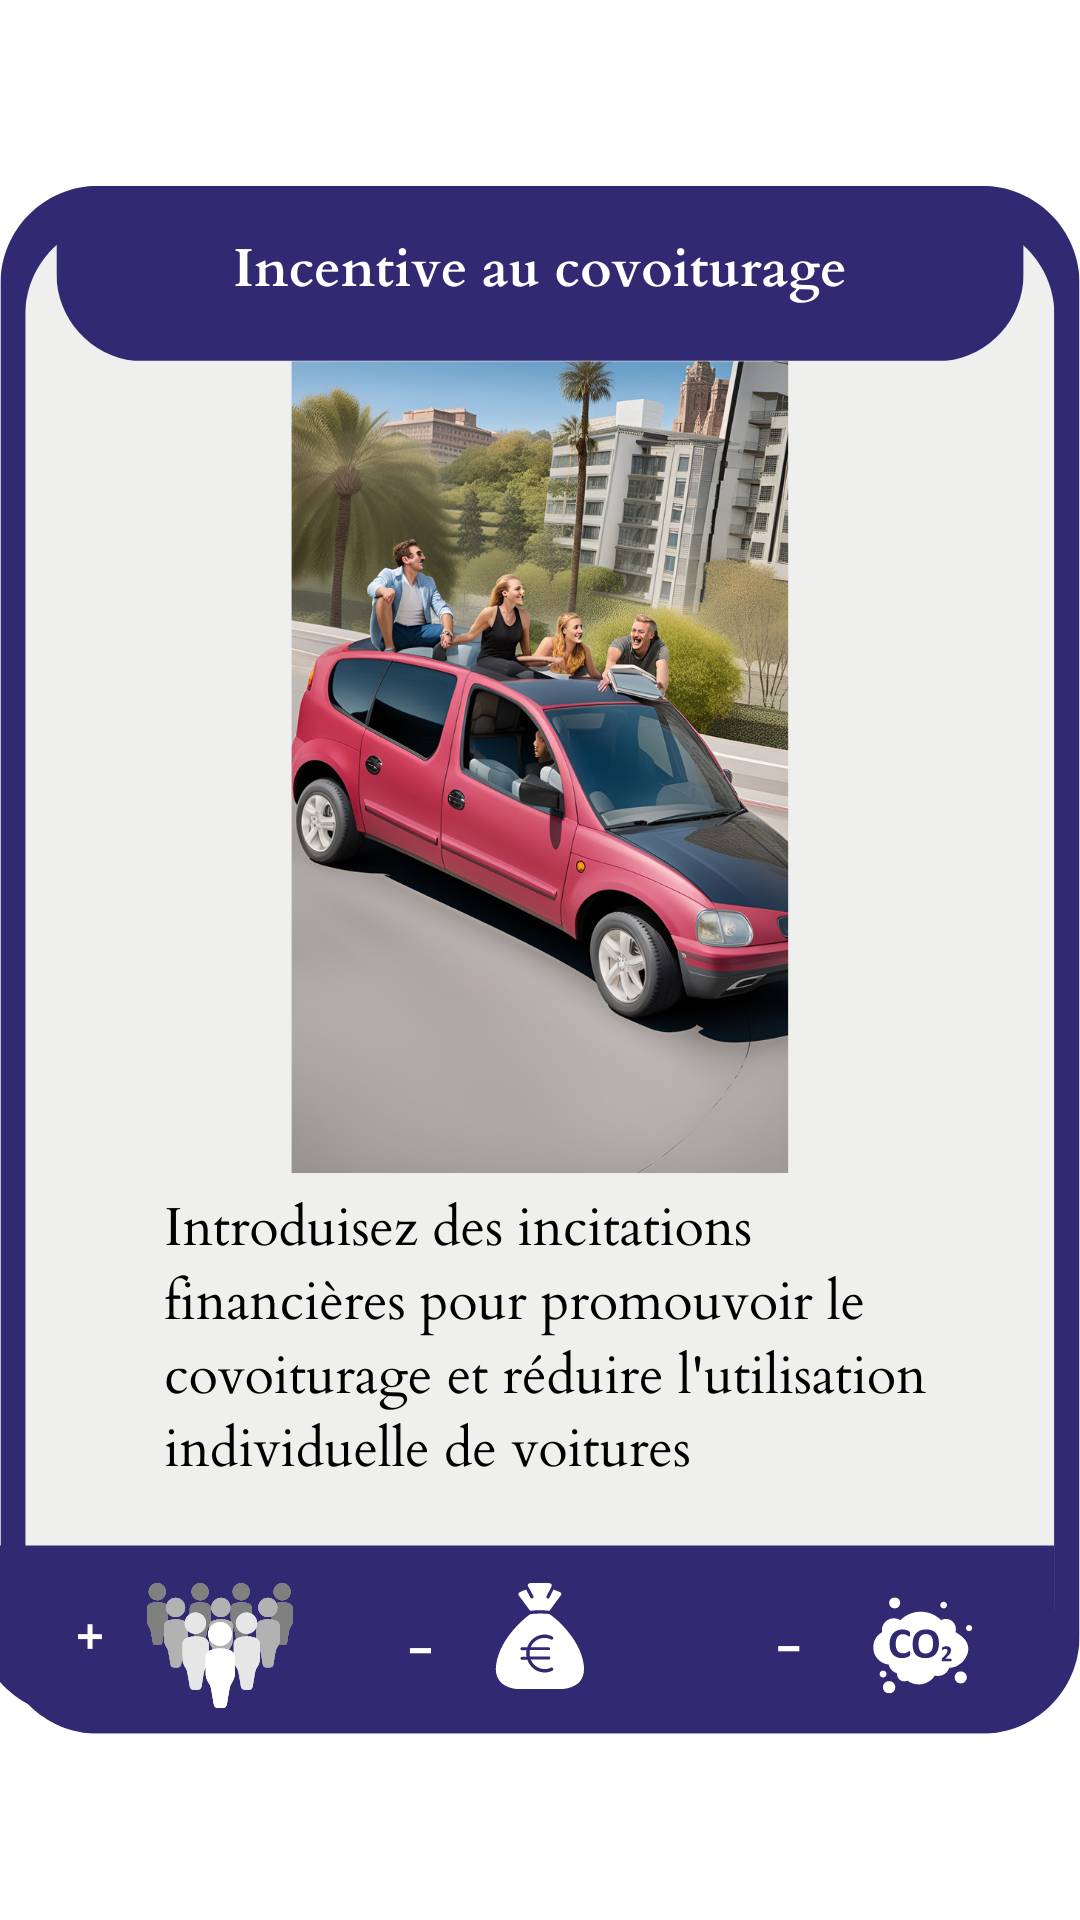 Incentive au covoiturage
Introduisez des incitations
financières pour promouvoir le
covoiturage et réduire l'utilisation
individuelle de voitures
+ - € - CO₂